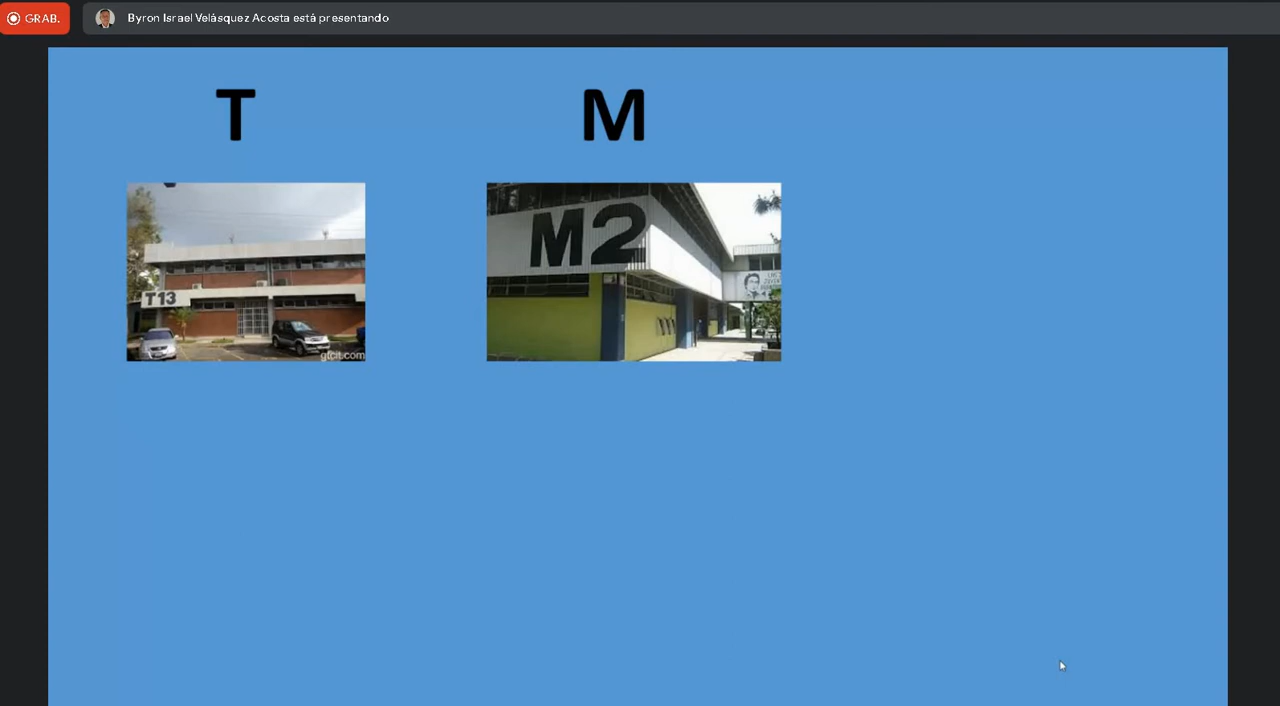 GRAB.
Byron Israel Velásquez Acosta está presentando
T
M
T13
M2
gtcit.com